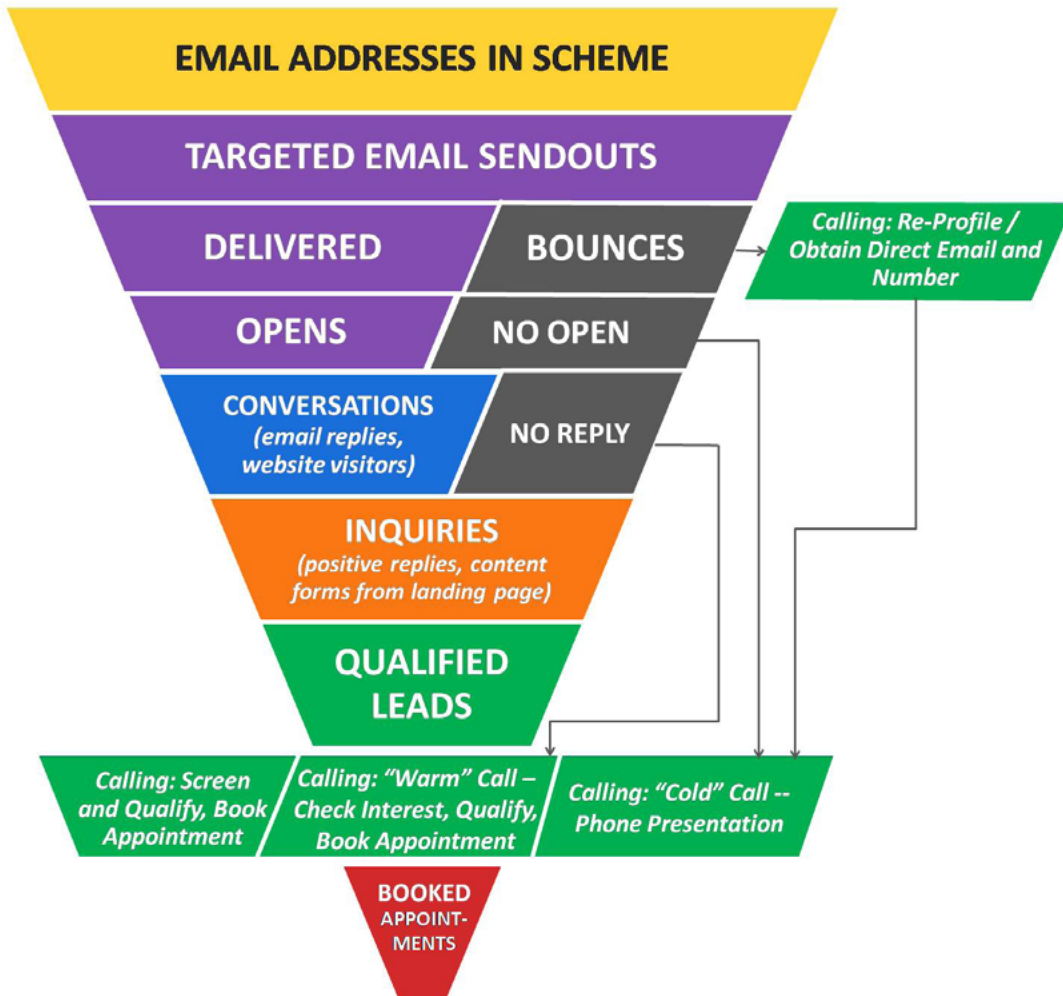 EMAIL ADDRESSES IN SCHEME
TARGETED EMAIL SENDOUTS
DELIVERED
BOUNCES
Calling: Re-Profile /
Obtain Direct Email and
Number
OPENS
NO OPEN
CONVERSATIONS
(email replies,
website visitors)
NO REPLY
INQUIRIES
(positive replies, content
forms from landing page)
QUALIFIED
LEADS
Calling: Screen
and Qualify, Book
Appointment
Calling: “Warm” Call –
Check Interest, Qualify,
Book Appointment
Calling: “Cold” Call --
Phone Presentation
BOOKED
APPOINT-
MENTS